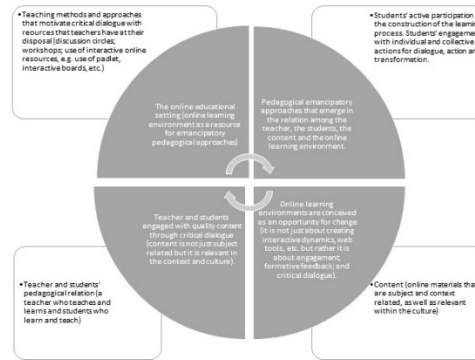 •Teaching methods and approaches
that motivate critical dialogue with
resources that teachers have at their
disposal (discussion circles;
workshops; use of interactive online
resources, e.g. use of padlet,
interactive boards, etc.)
•Students' active participation
the construction of the learnin
process. Students' engagemen
with individual and collective
actions for dialogue, action an
transformation.
The online educational
setting (online learning
environment as a resource
for emancipatory
pedagogical approaches)
Pedagogical emancipatory
approaches that emerge in
the relation among the
teacher, the students, the
content and the online
learning environment.
Teacher and students
engaged with quality content
through critical dialogue
(content is not just subject
related but it is relevant in
the context and culture).
Online learning
environments are conceived
as an opportunity for change
(it is not just about creating
interactive dynamics, web
tools, etc. but rather it is
about engagement;
formative feedback; and
critical dialogue).
•Teacher and students'
pedagogical relation (a
teacher who teaches and
learns and students who
learn and teach)
•Content (online materials that
are subject and context
related, as well as relevant
within the culture)